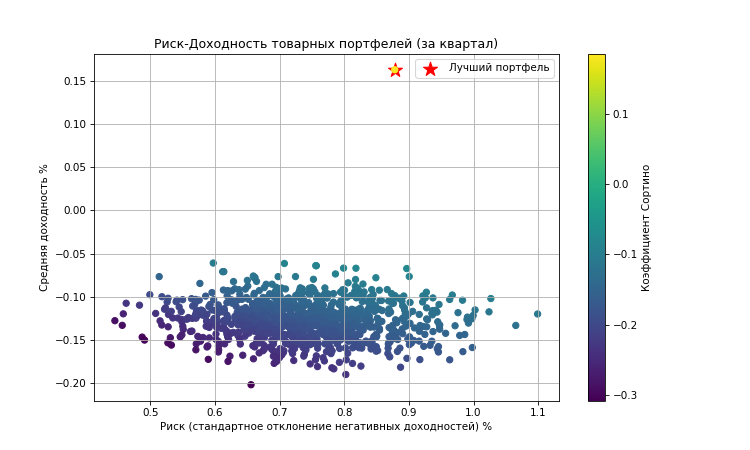 Риск-Доходность товарных портфелей (за квартал)
Лучший портфель
Средняя доходность %
0.15
0.10
0.05
0.00
−0.05
−0.10
−0.15
−0.20
0.5 0.6 0.7 0.8 0.9 1.0 1.1
Риск (стандартное отклонение негативных доходностей) %
0.1
0.0
−0.1
−0.2
−0.3
Коэффициент Сортино